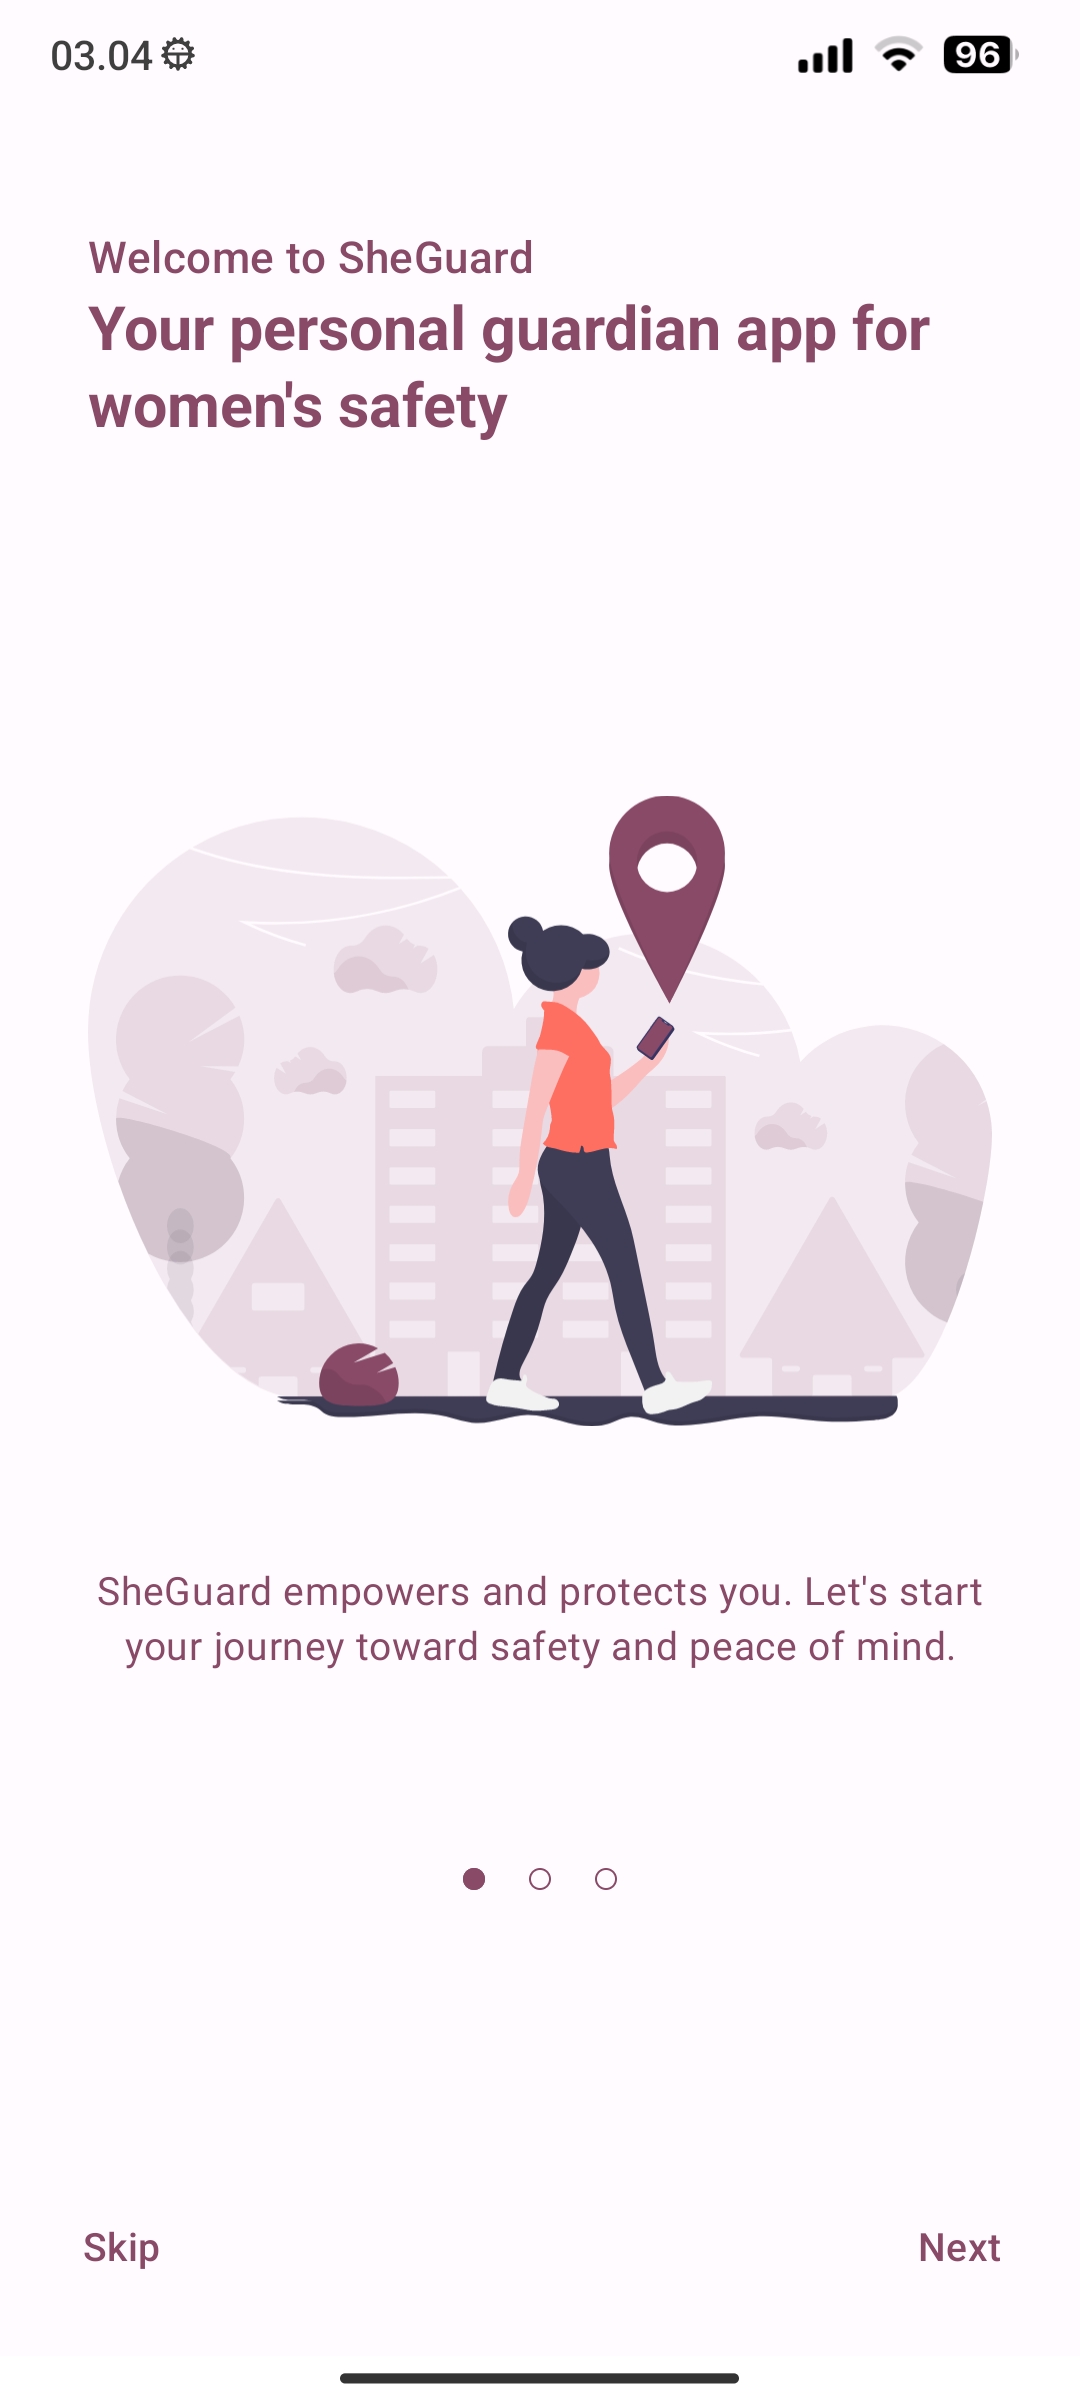 03.04
96
Welcome to SheGuard
Your personal guardian app for
women's safety
SheGuard empowers and protects you. Let's start
your journey toward safety and peace of mind.
Skip
Next